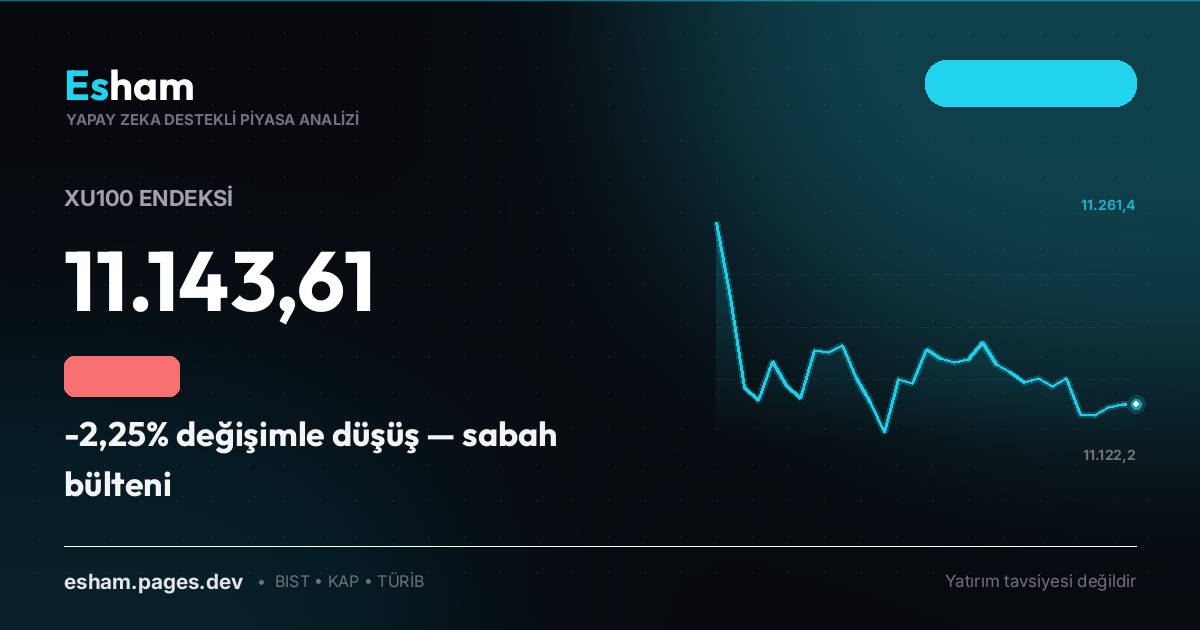 Esham
YAPAY ZEKA DESTEKLİ PİYASA ANALİZİ
XU100 ENDEKSİ
11.143,61
-2,25% değişimle düşüş — sabah
bülteni
11.261,4
11.122,2
esham.pages.dev • BIST • KAP • TÜRİB
Yatırım tavsiyesi değildir